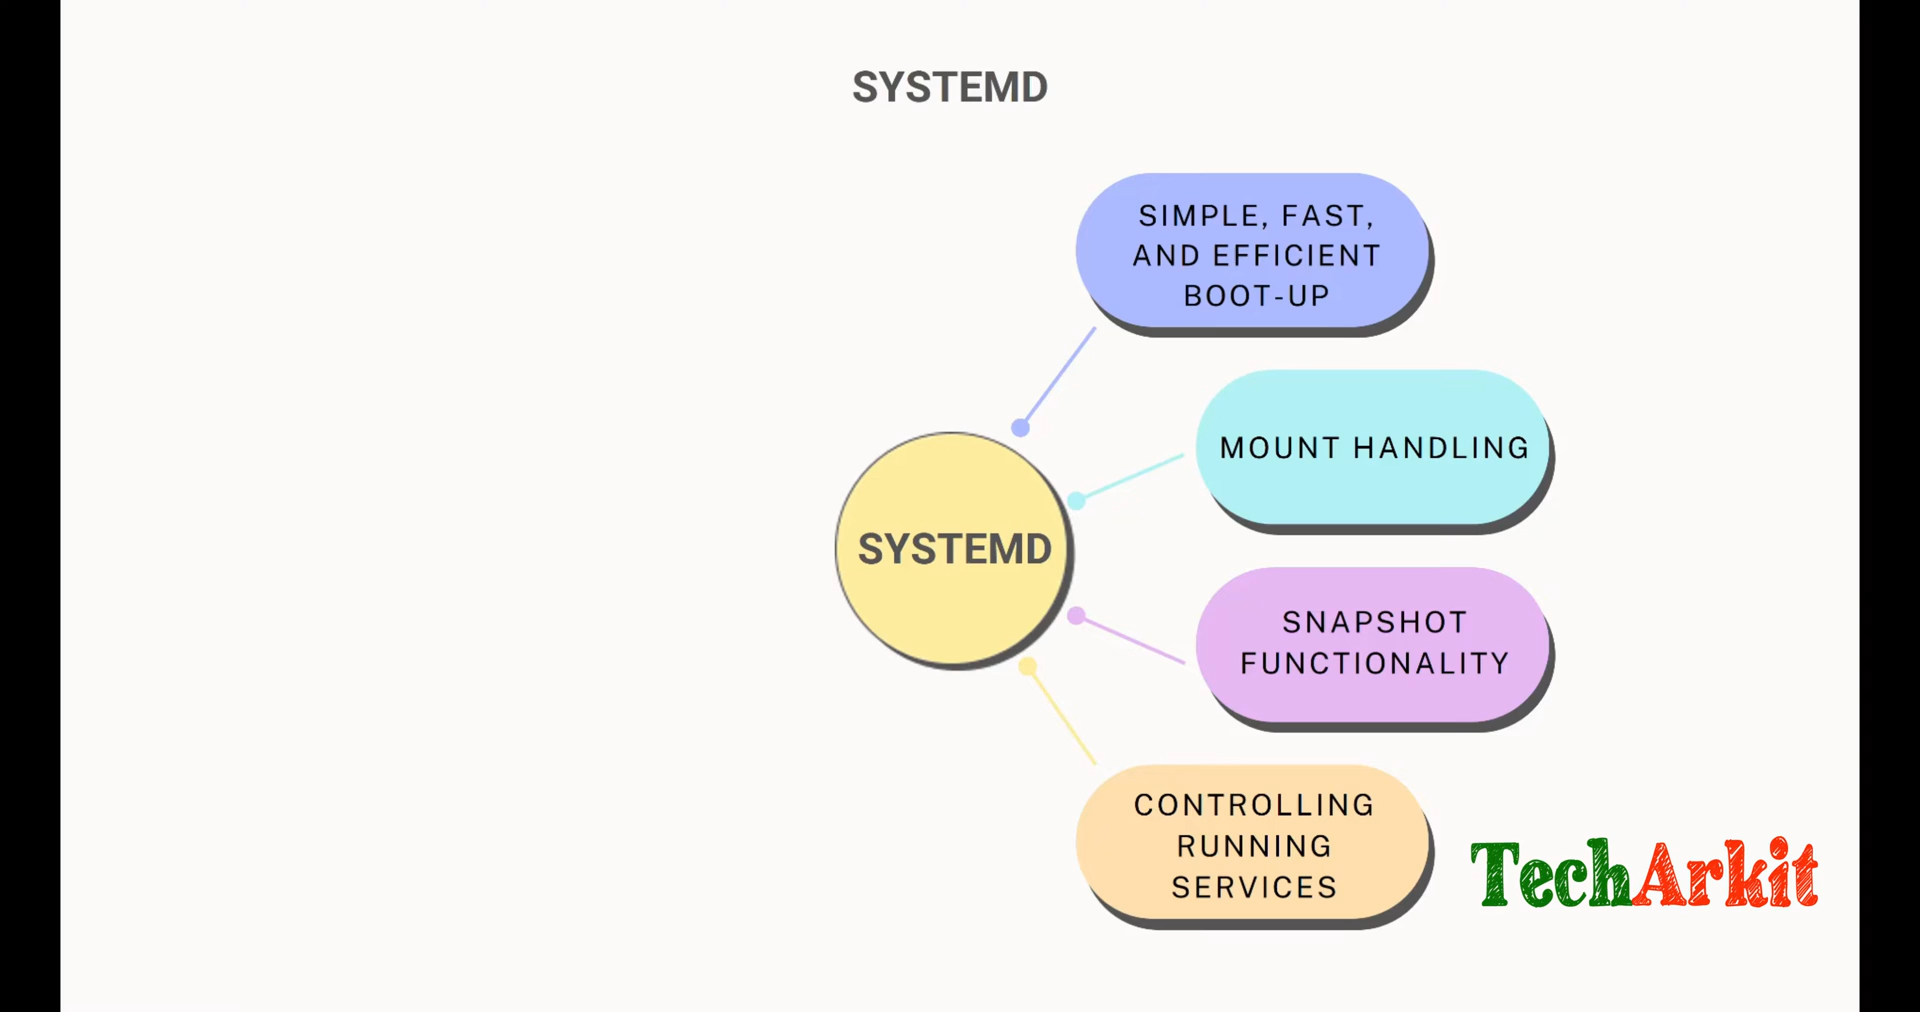 SYSTEMD
SIMPLE, FAST,
AND EFFICIENT
BOOT-UP
MOUNT HANDLING
SYSTEMD
SNAPSHOT
FUNCTIONALITY
CONTROLLING
RUNNING
SERVICES
TechArkit